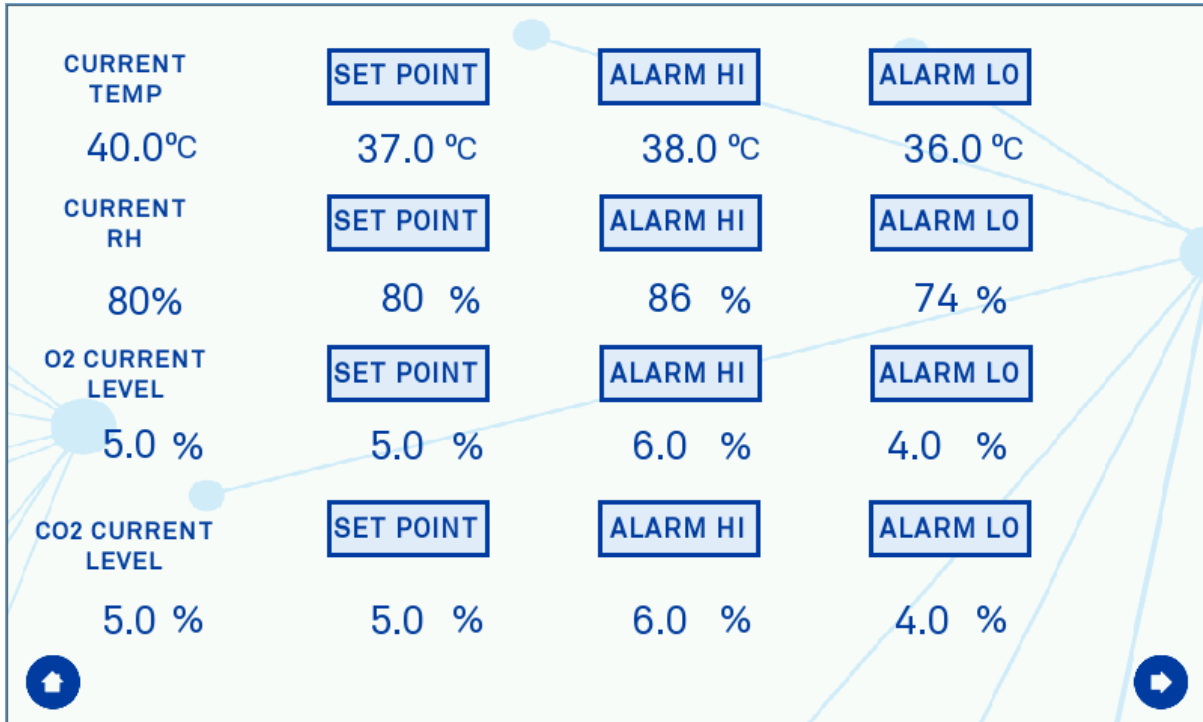 CURRENT TEMP SET POINT ALARM HI ALARM LO
40.0ºC 37.0 ºC 38.0 ºC 36.0 ºC
CURRENT RH SET POINT ALARM HI ALARM LO
80% 80 % 86 % 74 %
O2 CURRENT LEVEL SET POINT ALARM HI ALARM LO
5.0 % 5.0 % 6.0 % 4.0 %
CO2 CURRENT LEVEL SET POINT ALARM HI ALARM LO
5.0 % 5.0 % 6.0 % 4.0 %